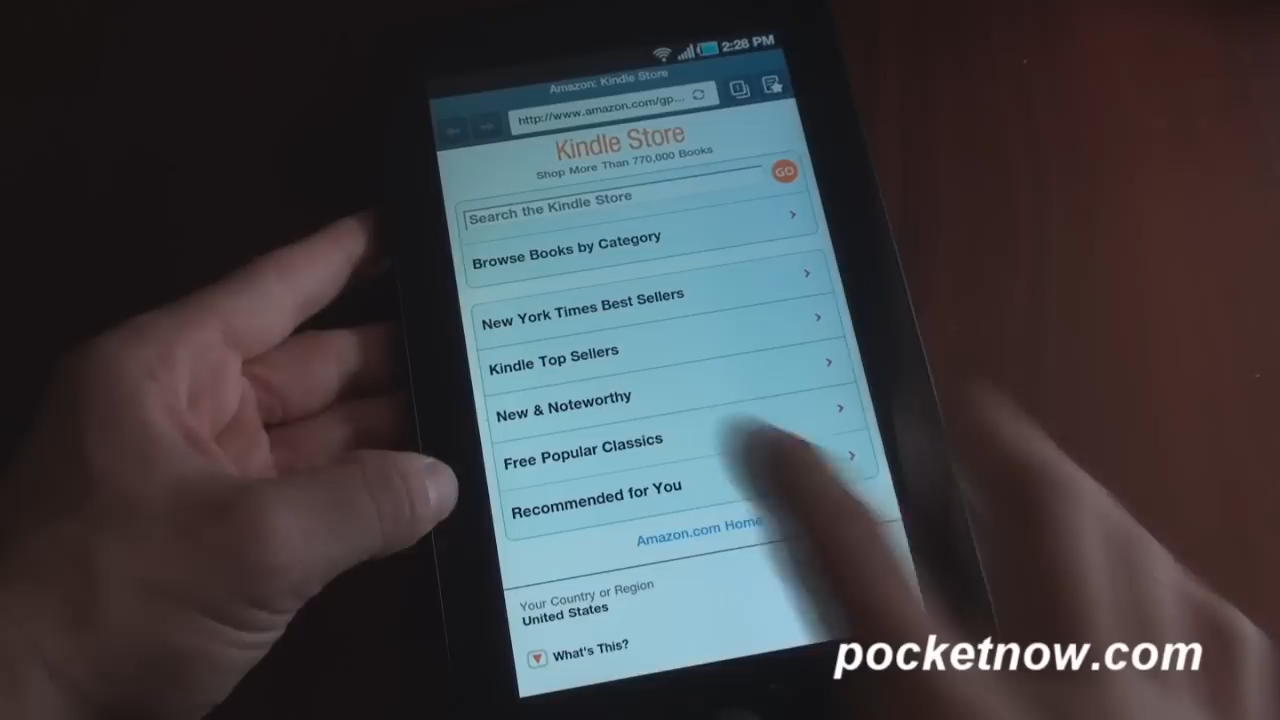 2:28 PM
Amazon: Kindle Store
http://www.amazon.com/gp...
Kindle Store
Shop More Than 770,000 Books
Search the Kindle Store
GO
Browse Books by Category
New York Times Best Sellers
Kindle Top Sellers
New & Noteworthy
Free Popular Classics
Recommended for You
Amazon.com Home
Your Country or Region
United States
What's This?
pocketnow.com